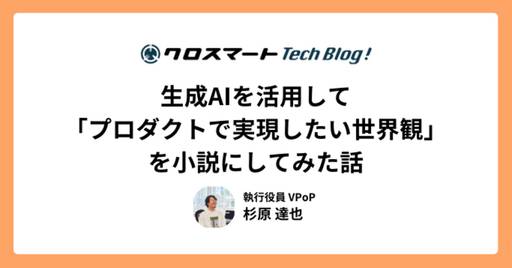 クロスマート Tech Blog!
生成AIを活用して
「プロダクトで実現したい世界観」
を小説にしてみた話
執行役員 VPoP
杉原 達也